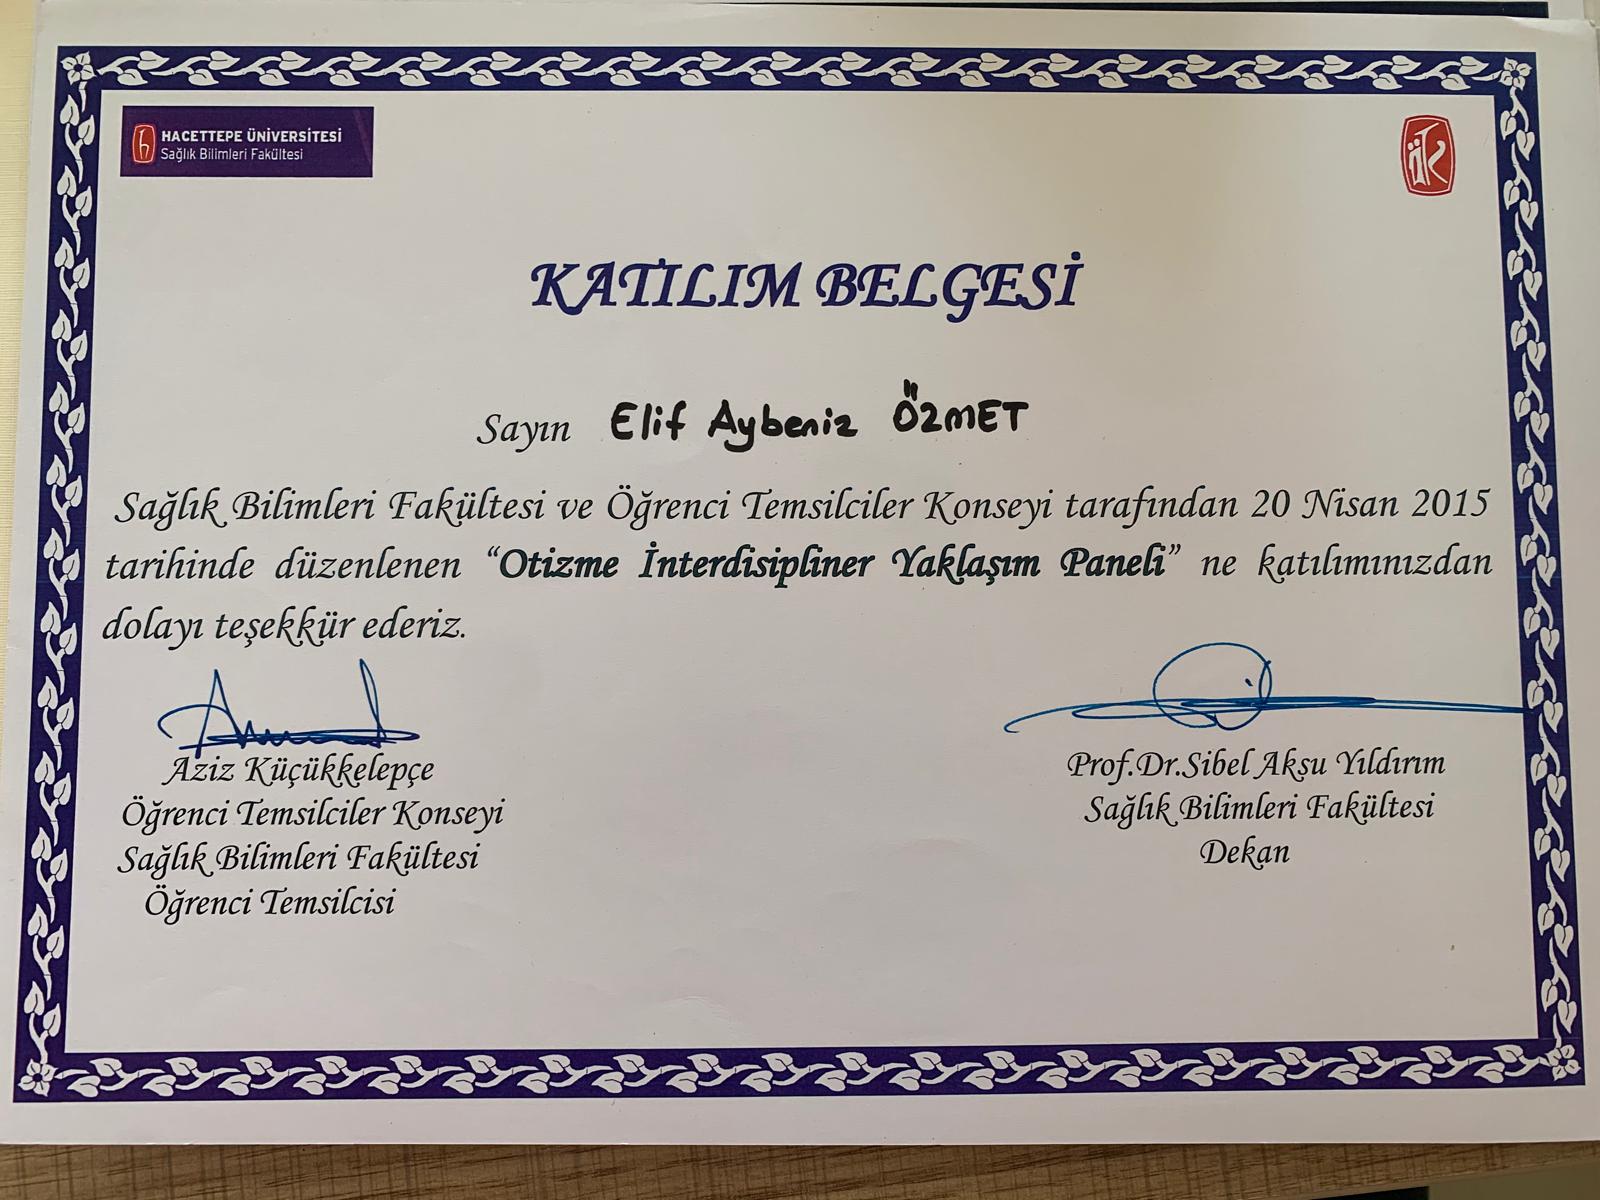 HACETTEPE ÜNİVERSİTESİ
Sağlık Bilimleri Fakültesi
KATILIM BELGESİ
Sayın Elif Aybeniz ÖZMET
Sağlık Bilimleri Fakültesi ve Öğrenci Temsilciler Konseyi tarafından 20 Nisan 2015
tarihinde düzenlenen “Otizme İnterdisipliner Yaklaşım Paneli” ne katılımınızdan
dolayı teşekkür ederiz.
Aziz Küçükkelepçe
Öğrenci Temsilciler Konseyi
Sağlık Bilimleri Fakültesi
Öğrenci Temsilcisi
Prof.Dr.Sibel Aksu Yıldırım
Sağlık Bilimleri Fakültesi
Dekan